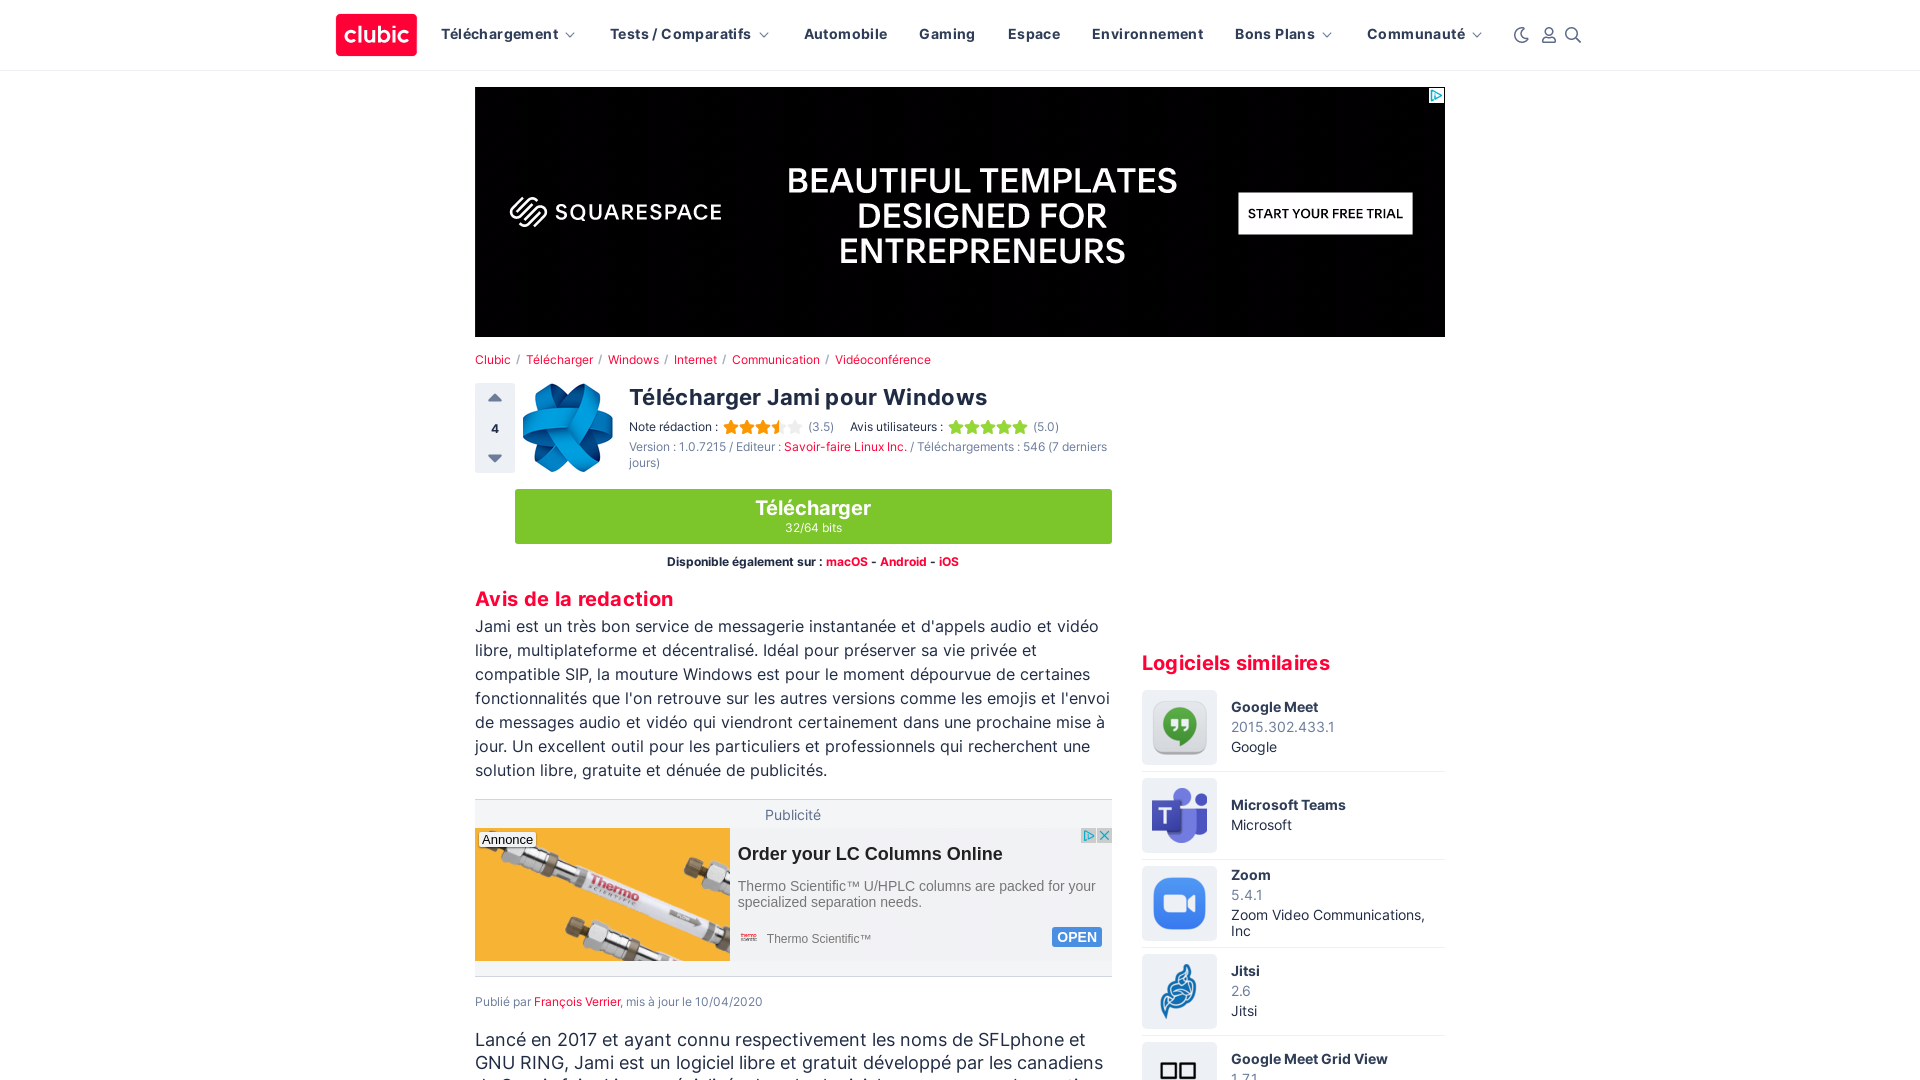 clubic
Téléchargement
Tests / Comparatifs
Automobile
Gaming
Espace
Environnement
Bons Plans
Communauté
SQUARESPACE
BEAUTIFUL TEMPLATES
DESIGNED FOR
ENTREPRENEURS
START YOUR FREE TRIAL
Clubic / Télécharger / Windows / Internet / Communication / Vidéoconférence
4
Télécharger Jami pour Windows
Note rédaction : (3.5) Avis utilisateurs : (5.0)
Version : 1.0.7215 / Editeur : Savoir-faire Linux Inc. / Téléchargements : 546 (7 derniers
jours)
Télécharger
32/64 bits
Disponible également sur : macOS - Android - iOS
Avis de la redaction
Jami est un très bon service de messagerie instantanée et d'appels audio et vidéo
libre, multiplateforme et décentralisé. Idéal pour préserver sa vie privée et
compatible SIP, la mouture Windows est pour le moment dépourvue de certaines
fonctionnalités que l'on retrouve sur les autres versions comme les emojis et l'envoi
de messages audio et vidéo qui viendront certainement dans une prochaine mise à
jour. Un excellent outil pour les particuliers et professionnels qui recherchent une
solution libre, gratuite et dénuée de publicités.
Publicité
Annonce
Thermo
SCIENTIFIC
Order your LC Columns Online
Thermo Scientific™ U/HPLC columns are packed for your
specialized separation needs.
Thermo Scientific™
OPEN
Publié par François Verrier, mis à jour le 10/04/2020
Lancé en 2017 et ayant connu respectivement les noms de SFLphone et
GNU RING, Jami est un logiciel libre et gratuit développé par les canadiens
Logiciels similaires
Google Meet
2015.302.433.1
Google
T
Microsoft Teams
Microsoft
Zoom
5.4.1
Zoom Video Communications,
Inc
Jitsi
2.6
Jitsi
Google Meet Grid View
1.7.1